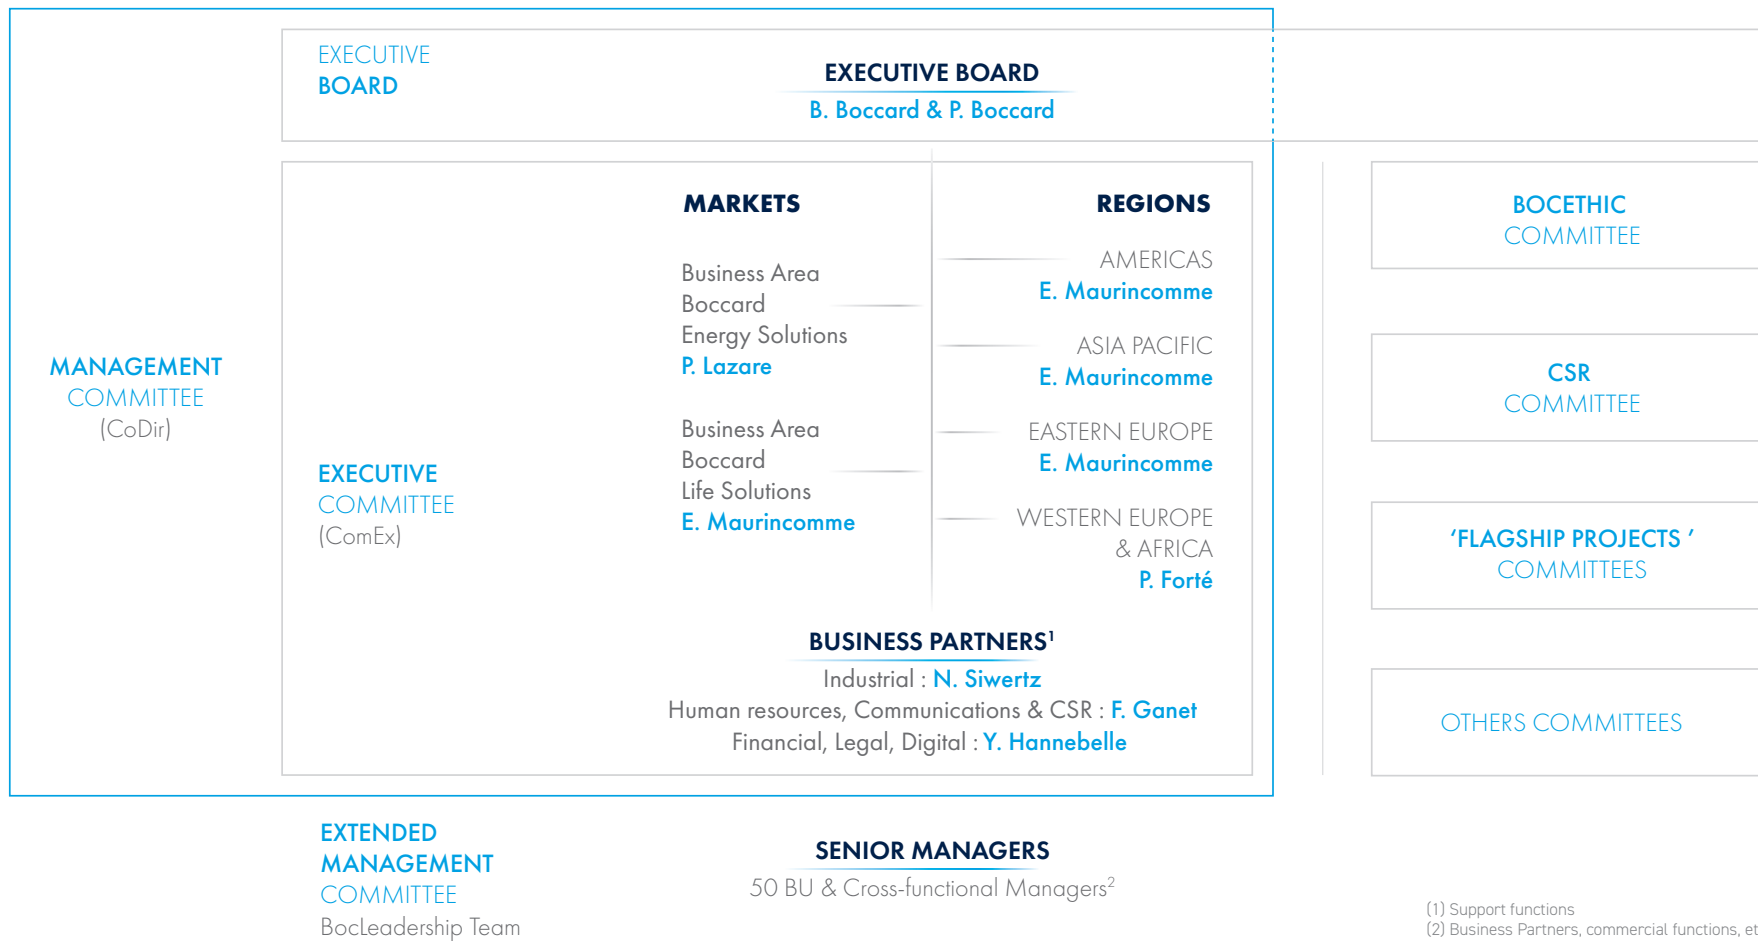 EXECUTIVE
BOARD
EXECUTIVE BOARD
B. Boccard & P. Boccard
MANAGEMENT
COMMITTEE
(CoDir)
EXECUTIVE
COMMITTEE
(ComEx)
MARKETS
Business Area
Boccard
Energy Solutions
P. Lazare
Business Area
Boccard
Life Solutions
E. Maurincomme
REGIONS
AMERICAS
E. Maurincomme
ASIA PACIFIC
E. Maurincomme
EASTERN EUROPE
E. Maurincomme
WESTERN EUROPE
& AFRICA
P. Forté
BUSINESS PARTNERS¹
Industrial : N. Siwertz
Human resources, Communications & CSR : F. Ganet
Financial, Legal, Digital : Y. Hannebelle
BOCETHIC
COMMITTEE
CSR
COMMITTEE
‘FLAGSHIP PROJECTS ’
COMMITTEES
OTHERS COMMITTEES
EXTENDED
MANAGEMENT
COMMITTEE
BocLeadership Team
SENIOR MANAGERS
50 BU & Cross-functional Managers²
(1) Support functions
(2) Business Partners, commercial functions,